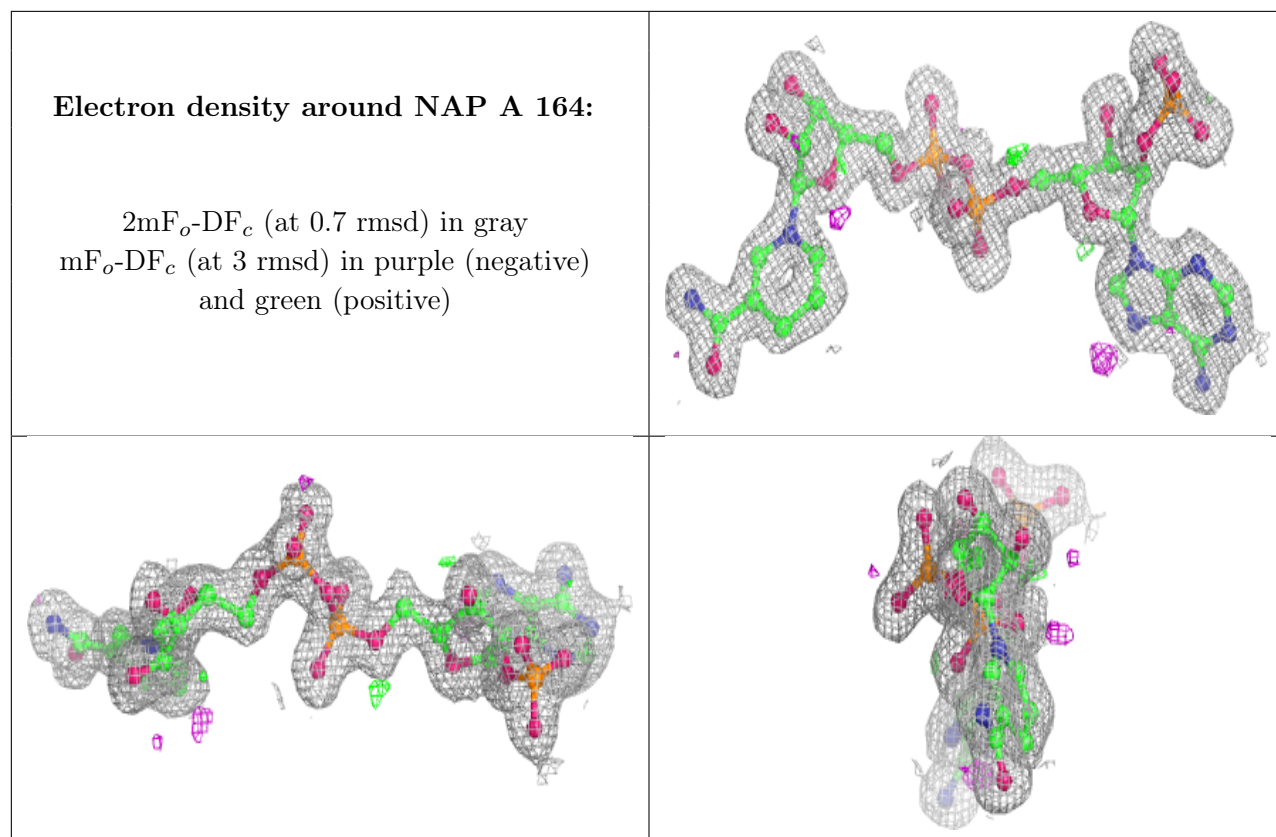 Electron density around NAP A 164:
2mFₒ-DF𝒸 (at 0.7 rmsd) in gray
mFₒ-DF𝒸 (at 3 rmsd) in purple (negative)
and green (positive)